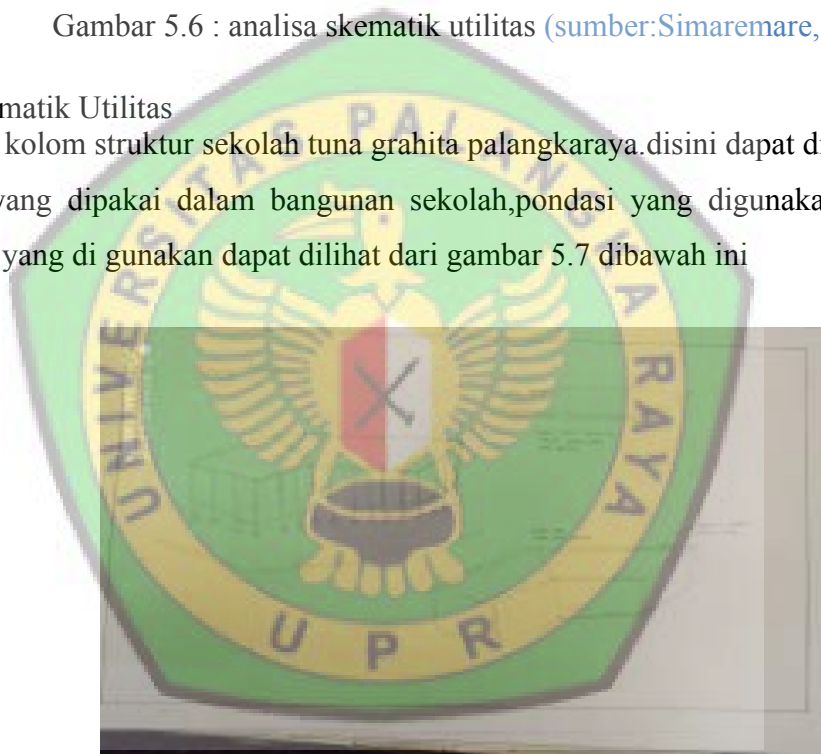 Gambar 5.6 : analisa skematik utilitas (sumber:Simaremare,
matik Utilitas
kolom struktur sekolah tuna grahita palangkaraya.disini dapat d
yang dipakai dalam bangunan sekolah,pondasi yang digunaka
yang di gunakan dapat dilihat dari gambar 5.7 dibawah ini
UNIVERSITAS PALANGKA RAYA
UPR